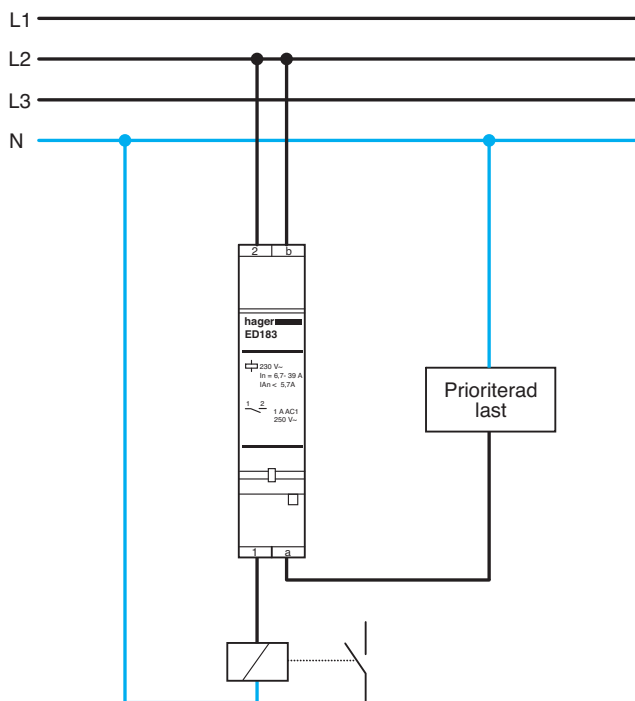 L1
L2
L3
N
2 b
hager
ED183
230 V~
In = 6,7- 39 A
IAn < 5,7A
1 2
1 A AC1
250 V~
Prioriterad
last
1 a